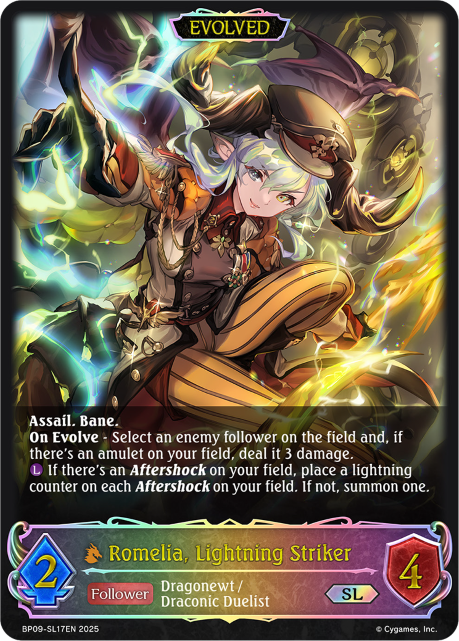 EVOLVED
Assail. Bane.
On Evolve - Select an enemy follower on the field and, if
there's an amulet on your field, deal it 3 damage.
L If there's an Aftershock on your field, place a lightning
counter on each Aftershock on your field. If not, summon one.
Romelia, Lightning Striker
2
Follower
Dragonewt /
Draconic Duelist
SL
4
BP09-SL17EN 2025
© Cygames, Inc.